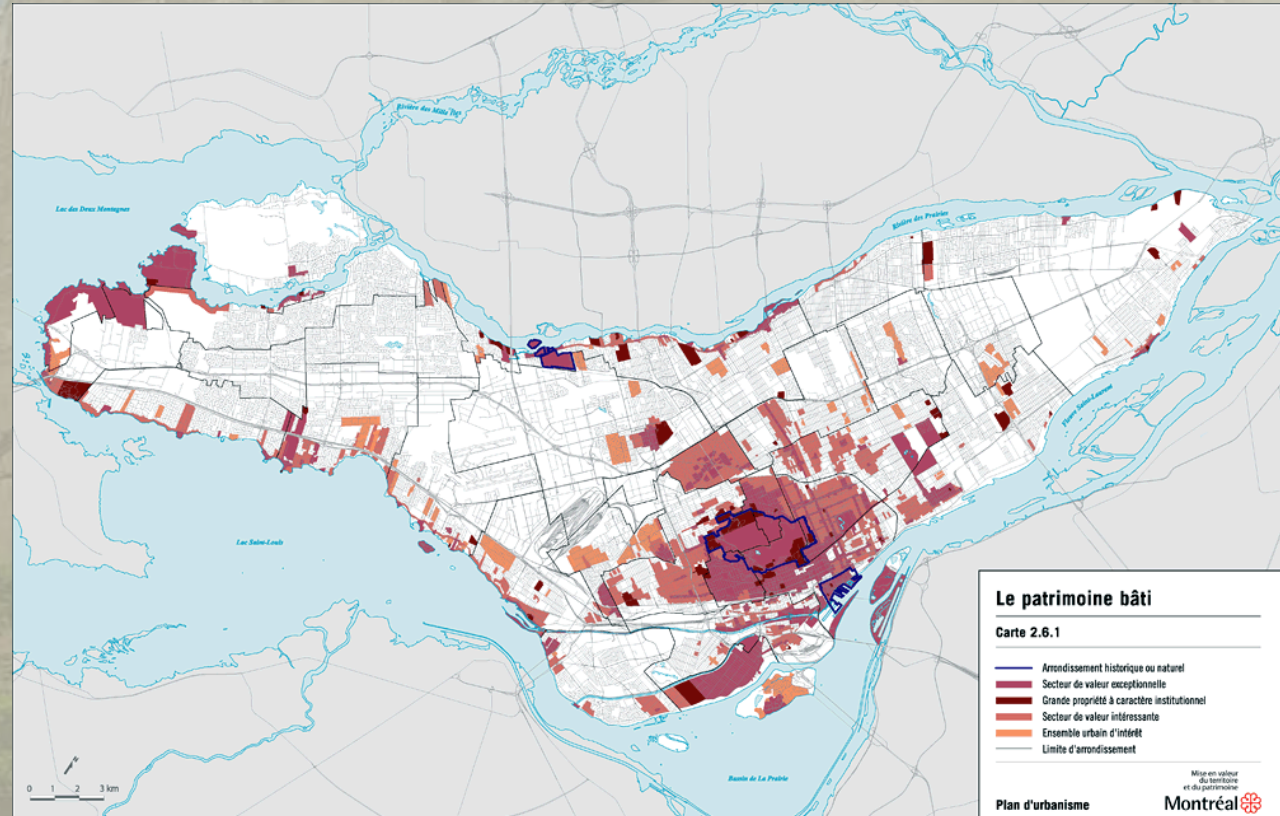 Rivière des Mille Îles
Lac des Deux Montagnes
Rivière des Prairies
Fleuve Saint-Laurent
Lac Saint-Louis
Bassin de La Prairie
0 1 2 3 km
Le patrimoine bâti
Carte 2.6.1
Arrondissement historique ou naturel
Secteur de valeur exceptionnelle
Grande propriété à caractère institutionnel
Secteur de valeur intéressante
Ensemble urbain d'intérêt
Limite d'arrondissement
Mise en valeur
du territoire
et du patrimoine
Plan d'urbanisme
Montréal